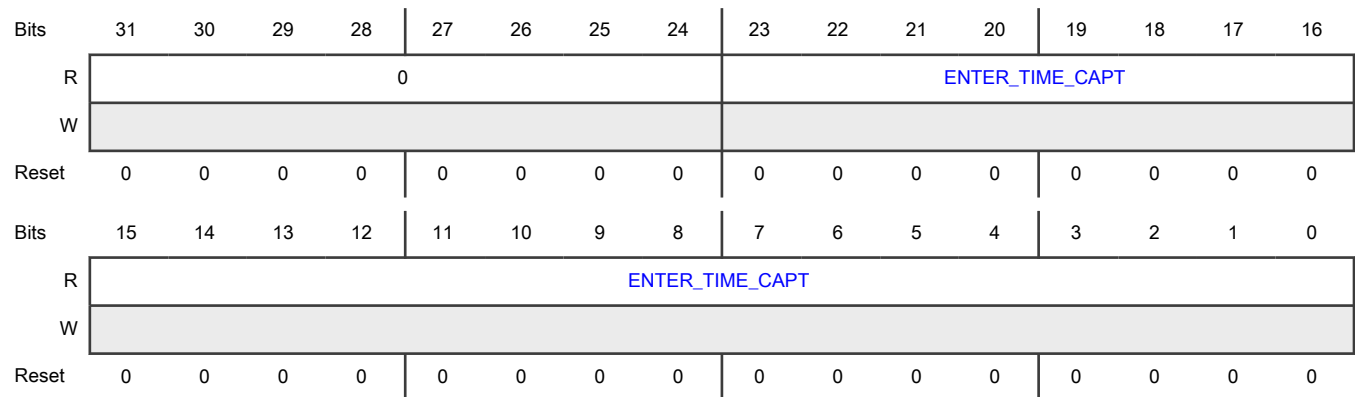 Bits 31 30 29 28 27 26 25 24 23 22 21 20 19 18 17 16
R 0 ENTER_TIME_CAPT
W
Reset 0 0 0 0 0 0 0 0 0 0 0 0 0 0 0 0
Bits 15 14 13 12 11 10 9 8 7 6 5 4 3 2 1 0
R ENTER_TIME_CAPT
W
Reset 0 0 0 0 0 0 0 0 0 0 0 0 0 0 0 0